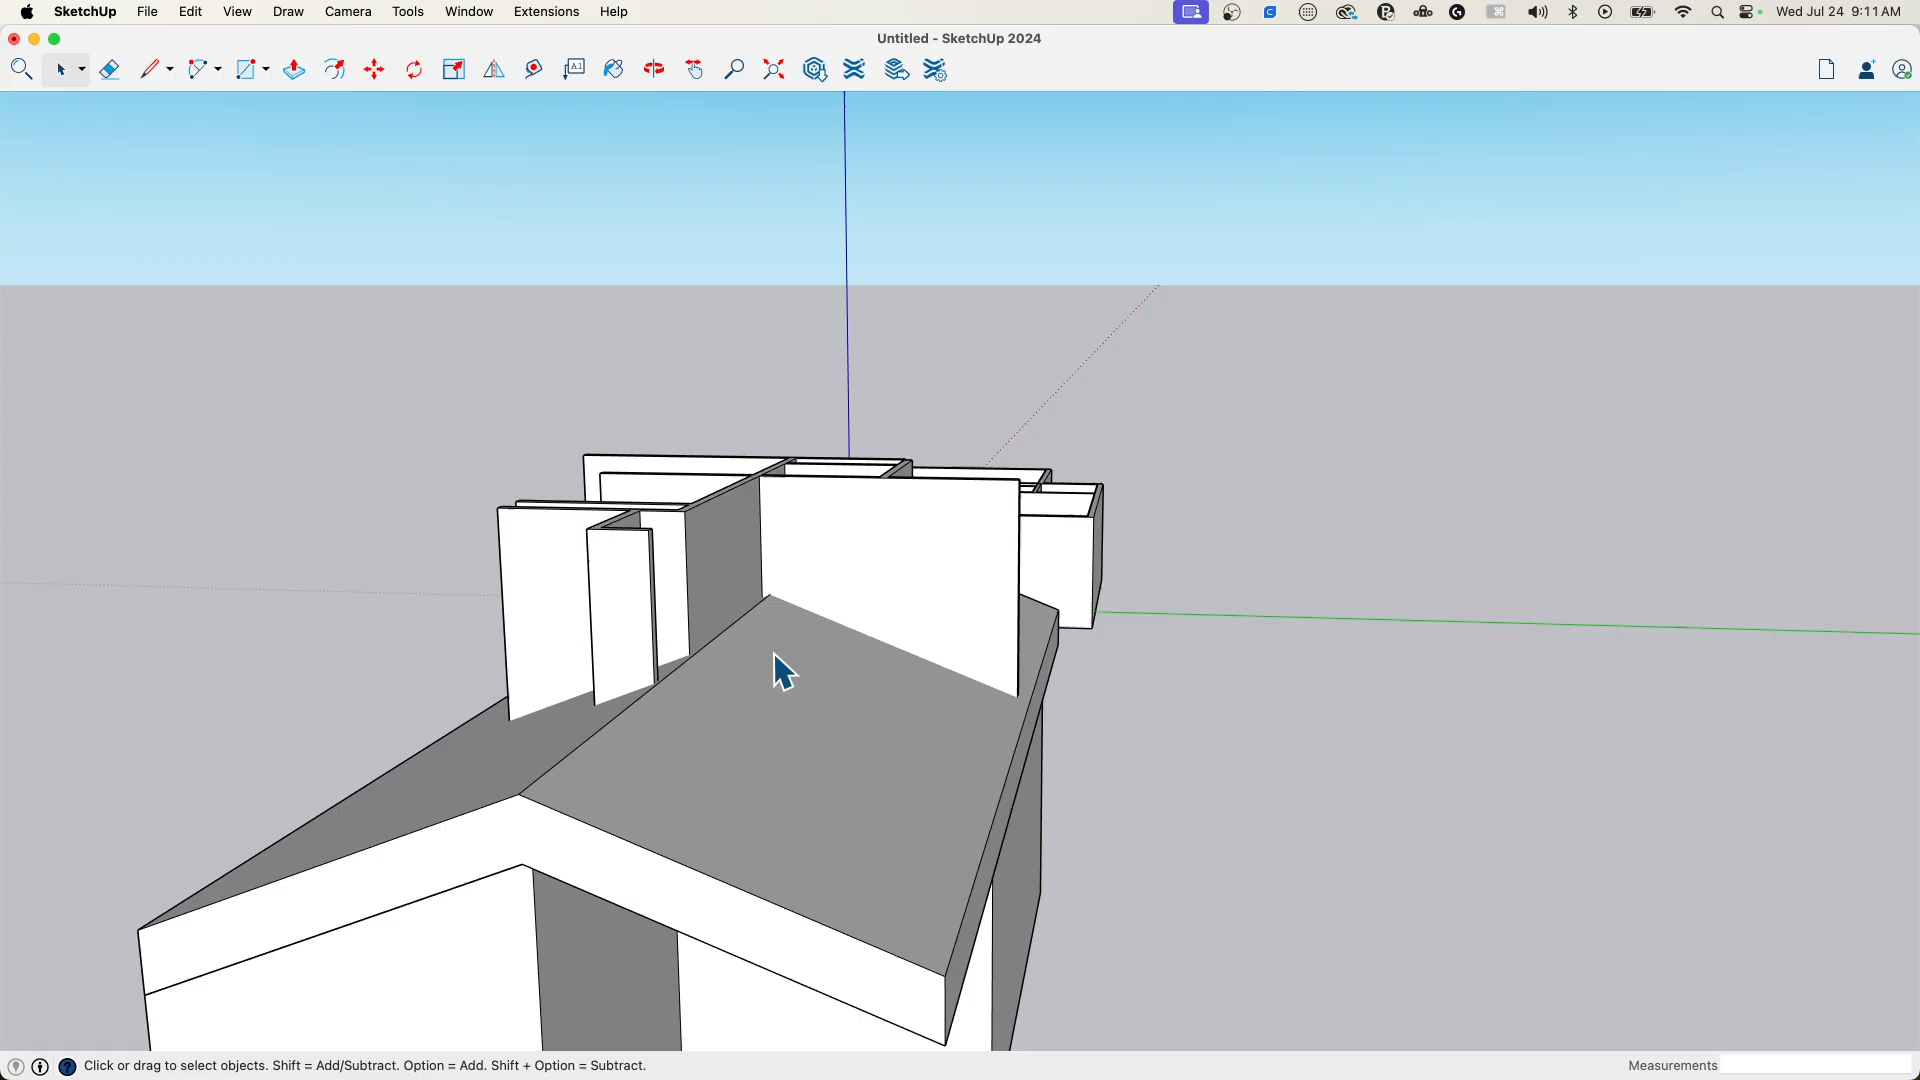 SketchUp File Edit View Draw Camera Tools Window Extensions Help Wed Jul 24 9:11 AM
Untitled - SketchUp 2024
A1
Click or drag to select objects. Shift = Add/Subtract. Option = Add. Shift + Option = Subtract. Measurements